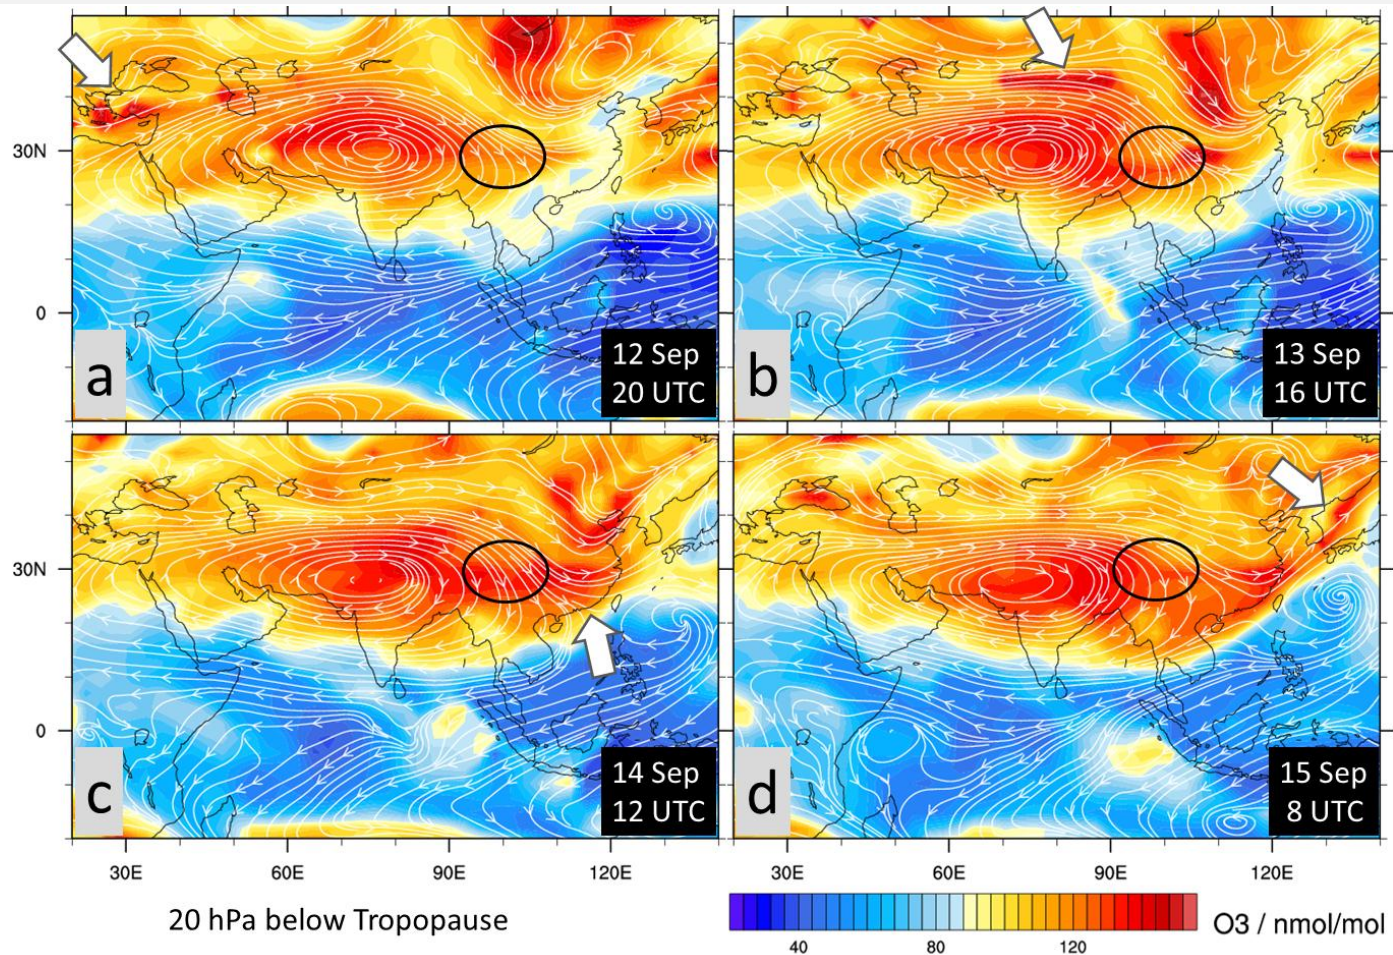 30N
0
a
12 Sep
20 UTC
b
13 Sep
16 UTC
30N
0
c
14 Sep
12 UTC
d
15 Sep
8 UTC
30E 60E 90E 120E 30E 60E 90E 120E
20 hPa below Tropopause
O3 / nmol/mol
40 80 120